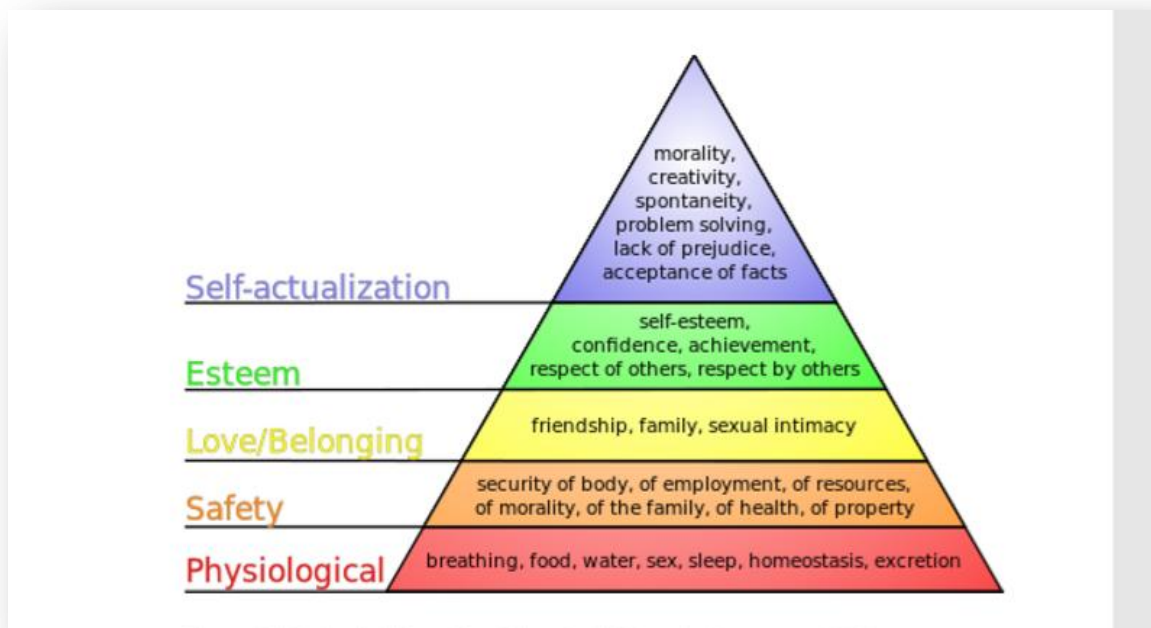 morality,
creativity,
spontaneity,
problem solving,
lack of prejudice,
acceptance of facts
Self-actualization
self-esteem,
confidence, achievement,
respect of others, respect by others
Esteem
friendship, family, sexual intimacy
Love/Belonging
security of body, of employment, of resources,
of morality, of the family, of health, of property
Safety
breathing, food, water, sex, sleep, homeostasis, excretion
Physiological